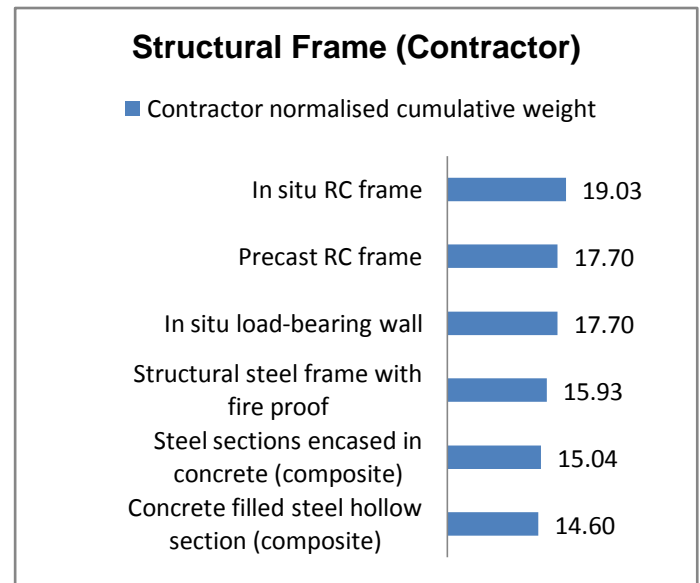 Structural Frame (Contractor)
Contractor normalised cumulative weight
In situ RC frame 19.03
Precast RC frame 17.70
In situ load-bearing wall 17.70
Structural steel frame with
fire proof 15.93
Steel sections encased in
concrete (composite) 15.04
Concrete filled steel hollow
section (composite) 14.60